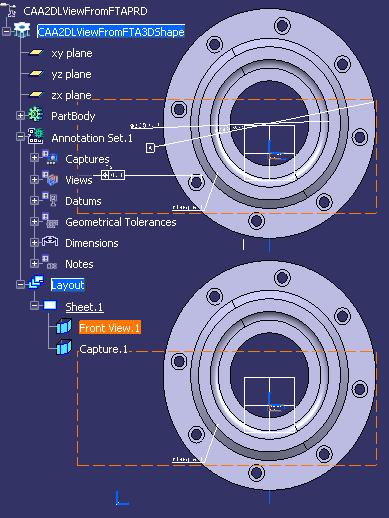 CAA2DLViewFromFTAPRD
CAA2DLViewFromFTA3DShape
xy plane
yz plane
zx plane
PartBody
Annotation Set.1
Captures
Views
Datums
Geometrical Tolerances
Dimensions
Notes
Layout
Sheet.1
Front View.1
Capture.1